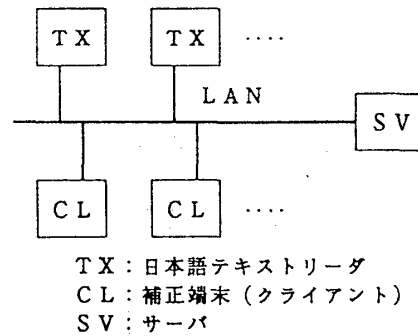 TX TX ‥‥
LAN
SV
CL CL ‥‥
TX:日本語テキストリーダ
CL:補正端末(クライアント)
SV:サーバ